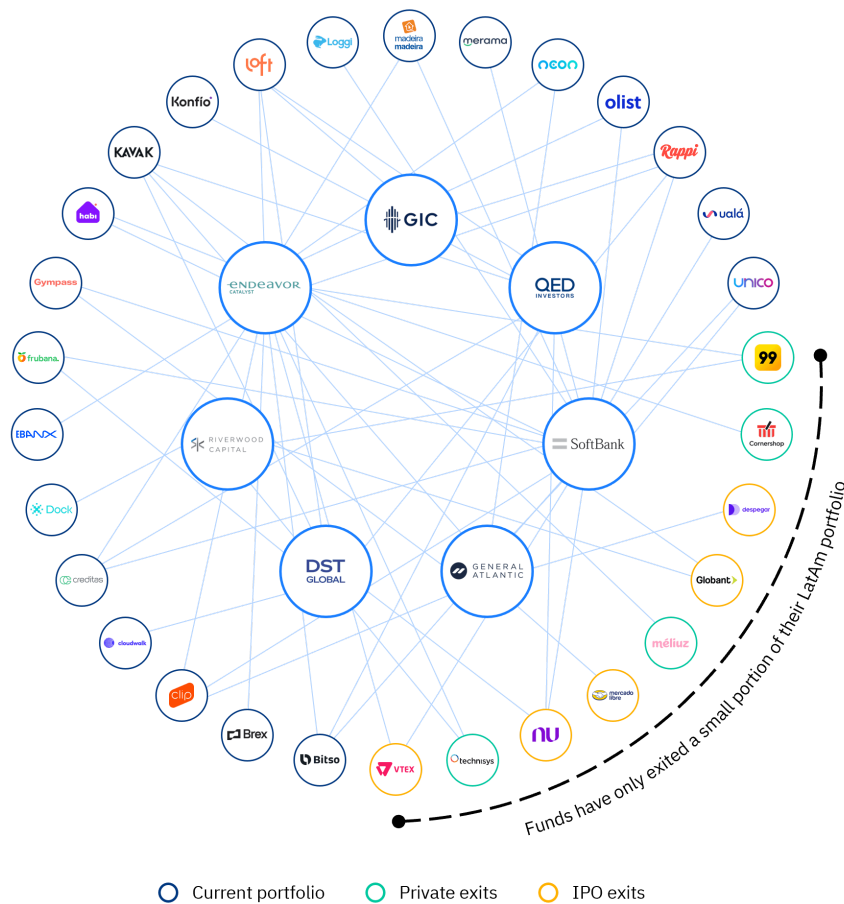 Loggi
madeira
madeira
merama
neon
loft
Konfío
olist
KAVAK
Rappi
habi
ualá
GIC
Gympass
ENDEAVOR
CATALYST
QED
INVESTORS
unico
frubana.
99
EBANX
RIVERWOOD
CAPITAL
SoftBank
Cornershop
Dock
despegar
creditas
DST
GLOBAL
GENERAL
ATLANTIC
Globant
cloudwalk
méliuz
clip
mercado
libre
Brex
Bitso
VTEX
technisys
nu
Funds have only exited a small portion of their LatAm portfolio
Current portfolio
Private exits
IPO exits